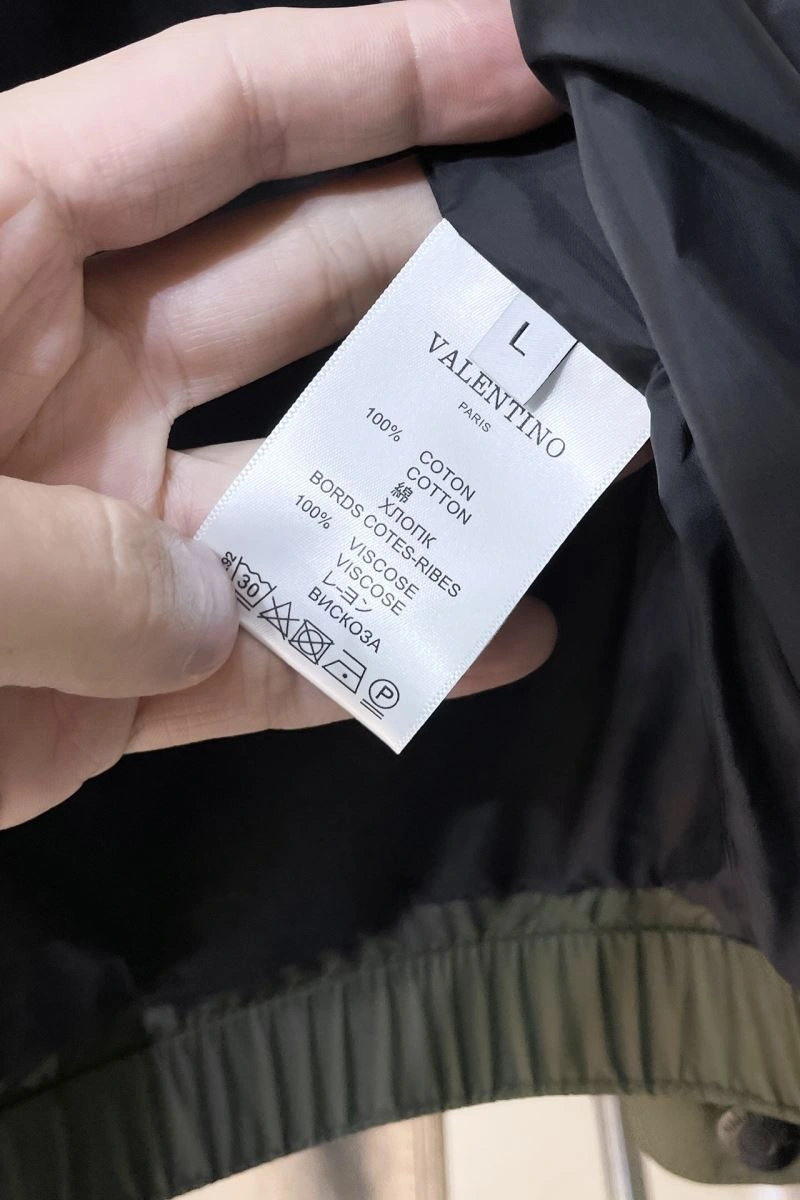 L
VALENTINO
PARIS
100% COTON
COTTON
綿
ХЛОПК
BORDS COTES-RIBES
100% VISCOSE
VISCOSE
レーヨン
ВИСКОЗА
30
P